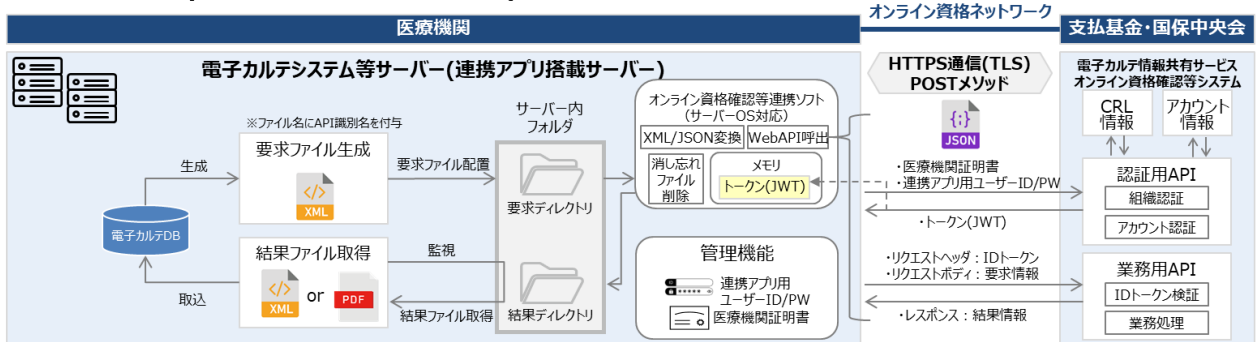 医療機関
オンライン資格ネットワーク
支払基金・国保中央会
電子カルテシステム等サーバー(連携アプリ搭載サーバー)
※ファイル名にAPI識別名を付与
生成
要求ファイル生成
</>
XML
要求ファイル配置
電子カルテDB
取込
結果ファイル取得
</>
XML
or
PDF
監視
結果ファイル取得
サーバー内
フォルダ
要求ディレクトリ
結果ディレクトリ
オンライン資格確認等連携ソフト
(サーバーOS対応)
XML/JSON変換
WebAPI呼出
消し忘れ
ファイル
削除
メモリ
トークン(JWT)
管理機能
連携アプリ用
ユーザーID/PW
医療機関証明書
HTTPS通信(TLS)
POSTメソッド
{;}
JSON
・医療機関証明書
・連携アプリ用ユーザーID/PW
・トークン(JWT)
・リクエストヘッダ：IDトークン
・リクエストボディ：要求情報
・レスポンス：結果情報
電子カルテ情報共有サービス
オンライン資格確認等システム
CRL
情報
アカウント
情報
認証用API
組織認証
アカウント認証
業務用API
IDトークン検証
業務処理